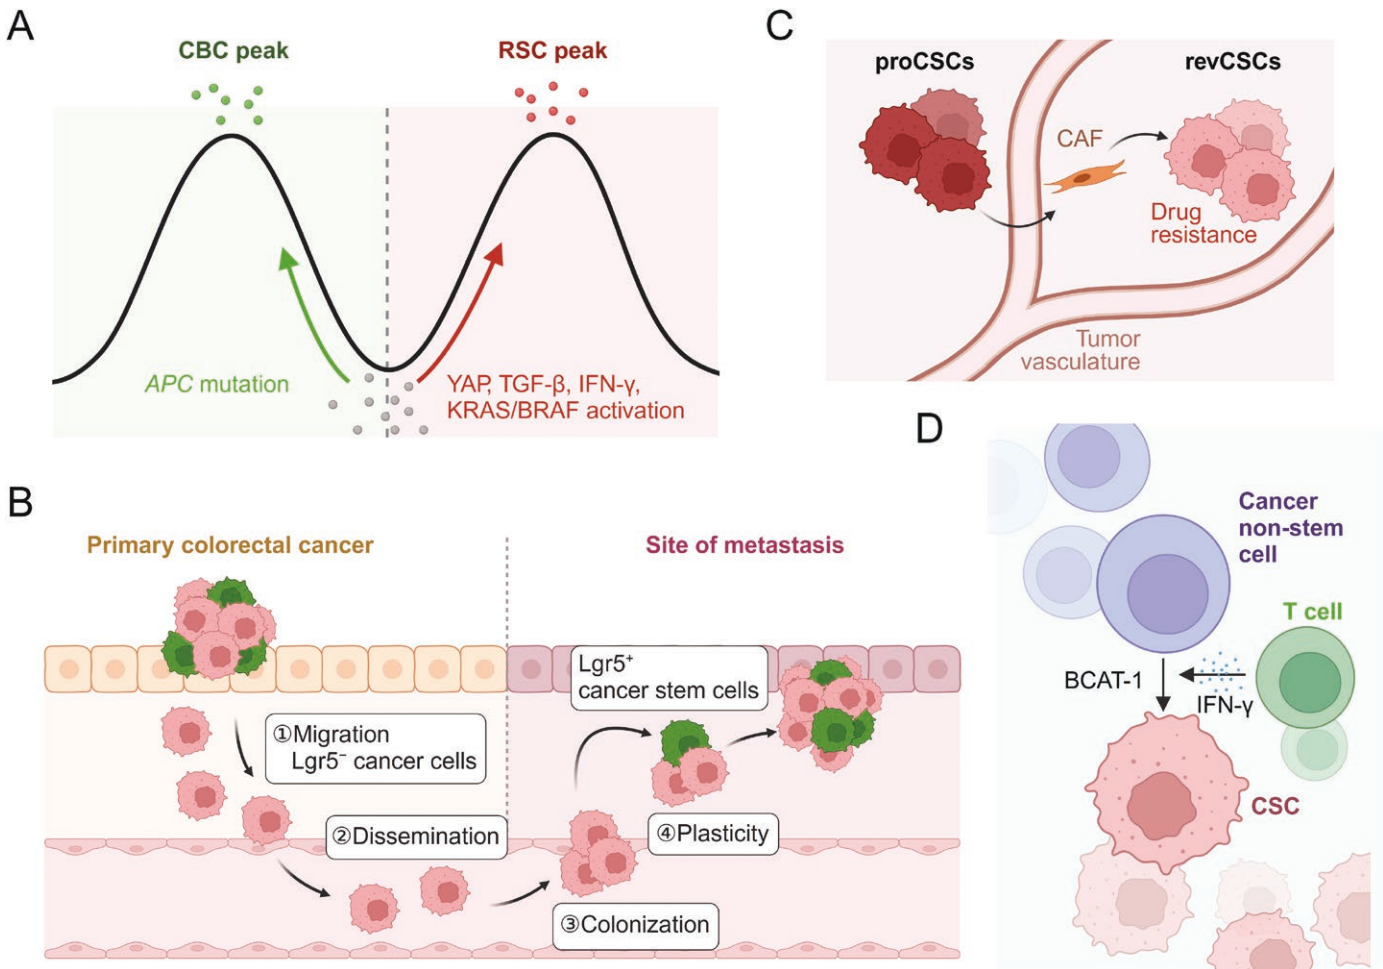 A
CBC peak
RSC peak
APC mutation
YAP, TGF-β, IFN-γ,
KRAS/BRAF activation
B
Primary colorectal cancer
Site of metastasis
Lgr5⁺
cancer stem cells
①Migration
Lgr5⁻ cancer cells
②Dissemination
④Plasticity
③Colonization
C
proCSCs
revCSCs
CAF
Drug
resistance
Tumor
vasculature
D
Cancer
non-stem
cell
T cell
BCAT-1
IFN-γ
CSC